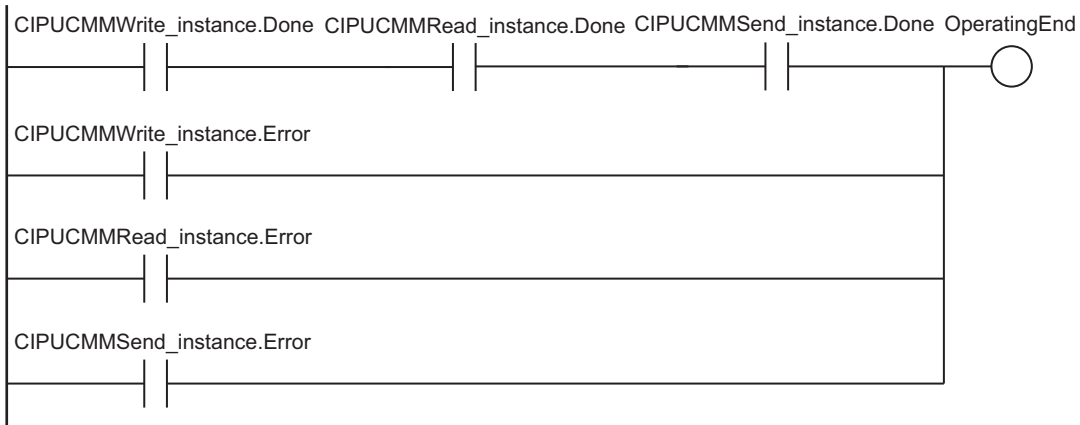 CIPUCMMWrite_instance.Done CIPUCMMRead_instance.Done CIPUCMMSend_instance.Done OperatingEnd
CIPUCMMWrite_instance.Error
CIPUCMMRead_instance.Error
CIPUCMMSend_instance.Error